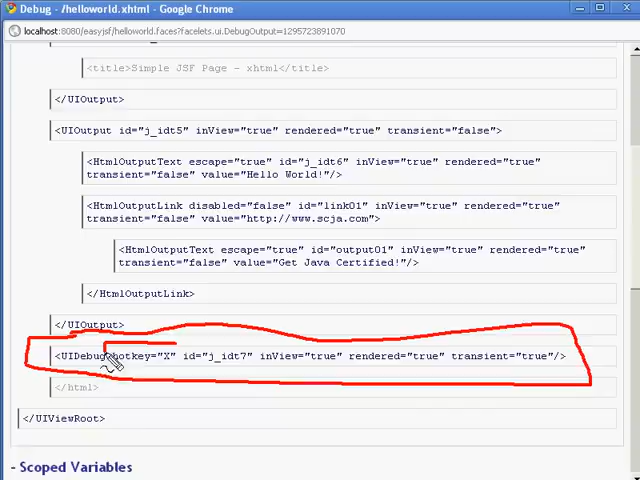 Debug - /helloworld.xhtml - Google Chrome
localhost:8080/easyjsf/helloworld.faces?facelets.ui.DebugOutput=1295723891070
<title>Simple JSF Page - xhtml</title>
</UIOutput>
<UIOutput id="j_idt5" inView="true" rendered="true" transient="false">
<HtmlOutputText escape="true" id="j_idt6" inView="true" rendered="true"
transient="false" value="Hello World!"/>
<HtmlOutputLink disabled="false" id="link01" inView="true" rendered="true"
transient="false" value="http://www.scja.com">
<HtmlOutputText escape="true" id="output01" inView="true" rendered="true"
transient="false" value="Get Java Certified!"/>
</HtmlOutputLink>
</UIOutput>
<UIDebug hotkey="X" id="j_idt7" inView="true" rendered="true" transient="true"/>
</html>
</UIViewRoot>
- Scoped Variables